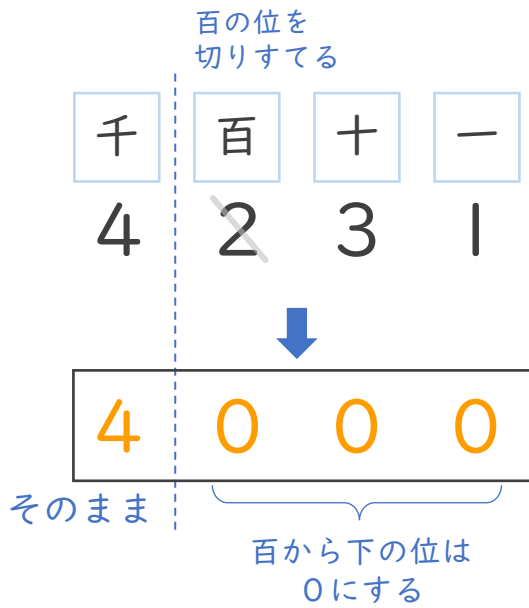 百の位を
切りすてる
千 百 十 一
4 2 3 1
4 0 0 0
そのまま
百から下の位は
0にする